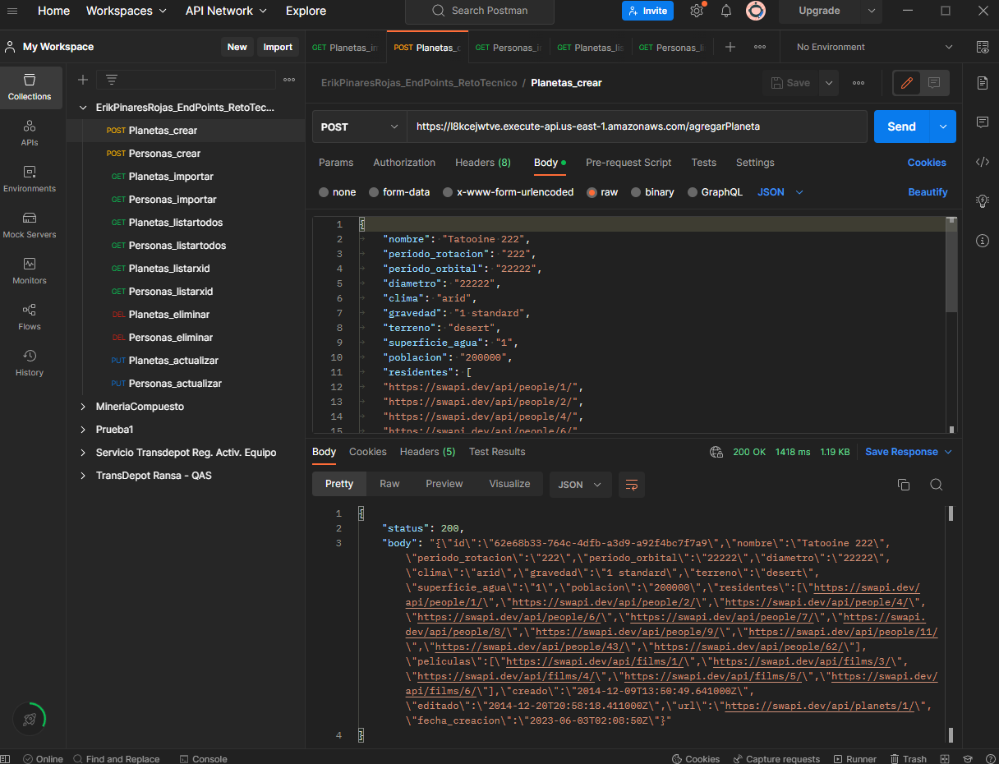 Home Workspaces API Network Explore Search Postman Invite Upgrade
My Workspace New Import
GET Planetas_in POST Planetas_c GET Personas_i GET Planetas_lis GET Personas_li No Environment
Collections
APIs
Environments
Mock Servers
Monitors
Flows
History
ErikPinaresRojas_EndPoints_RetoTec...
POST Planetas_crear
POST Personas_crear
GET Planetas_importar
GET Personas_importar
GET Planetas_listartodos
GET Personas_listartodos
GET Planetas_listarxid
GET Personas_listarxid
DEL Planetas_eliminar
DEL Personas_eliminar
PUT Planetas_actualizar
PUT Personas_actualizar
MineriaCompuesto
Prueba1
Servicio Transdepot Reg. Activ. Equipo
TransDepot Ransa - QAS
ErikPinaresRojas_EndPoints_RetoTecnico / Planetas_crear Save
POST https://l8kcejwtve.execute-api.us-east-1.amazonaws.com/agregarPlaneta Send
Params Authorization Headers (8) Body Pre-request Script Tests Settings Cookies
none form-data x-www-form-urlencoded raw binary GraphQL JSON Beautify
1 {
2 "nombre": "Tatooine 222",
3 "periodo_rotacion": "222",
4 "periodo_orbital": "22222",
5 "diametro": "22222",
6 "clima": "arid",
7 "gravedad": "1 standard",
8 "terreno": "desert",
9 "superficie_agua": "1",
10 "poblacion": "200000",
11 "residentes": [
12 "https://swapi.dev/api/people/1/",
13 "https://swapi.dev/api/people/2/",
14 "https://swapi.dev/api/people/4/",
15 "https://swapi.dev/api/people/6/"
Body Cookies Headers (5) Test Results 200 OK 1418 ms 1.19 KB Save Response
Pretty Raw Preview Visualize JSON
1 {
2 "status": 200,
3 "body": "{\"id\":\"62e68b33-764c-4dfb-a3d9-a92f4bc7f7a9\",\"nombre\":\"Tatooine 222\",
\"periodo_rotacion\":\"222\",\"periodo_orbital\":\"22222\",\"diametro\":\"22222\",
\"clima\":\"arid\",\"gravedad\":\"1 standard\",\"terreno\":\"desert\",
\"superficie_agua\":\"1\",\"poblacion\":\"200000\",\"residentes\":[\"https://swapi.dev/
api/people/1/\",\"https://swapi.dev/api/people/2/\",\"https://swapi.dev/api/people/4/\",
\"https://swapi.dev/api/people/6/\",\"https://swapi.dev/api/people/7/\",\"https://swapi.
dev/api/people/8/\",\"https://swapi.dev/api/people/9/\",\"https://swapi.dev/api/people/11/
\",\"https://swapi.dev/api/people/43/\",\"https://swapi.dev/api/people/62/\"],
\"peliculas\":[\"https://swapi.dev/api/films/1/\",\"https://swapi.dev/api/films/3/\",
\"https://swapi.dev/api/films/4/\",\"https://swapi.dev/api/films/5/\",\"https://swapi.dev/
api/films/6/\"],\"creado\":\"2014-12-09T13:50:49.641000Z\",
\"editado\":\"2014-12-20T20:58:18.411000Z\",\"url\":\"https://swapi.dev/api/planets/1/\",
\"fecha_creacion\":\"2023-06-03T02:08:50Z\"}"
4 }
Online Find and Replace Console Cookies Capture requests Runner Trash